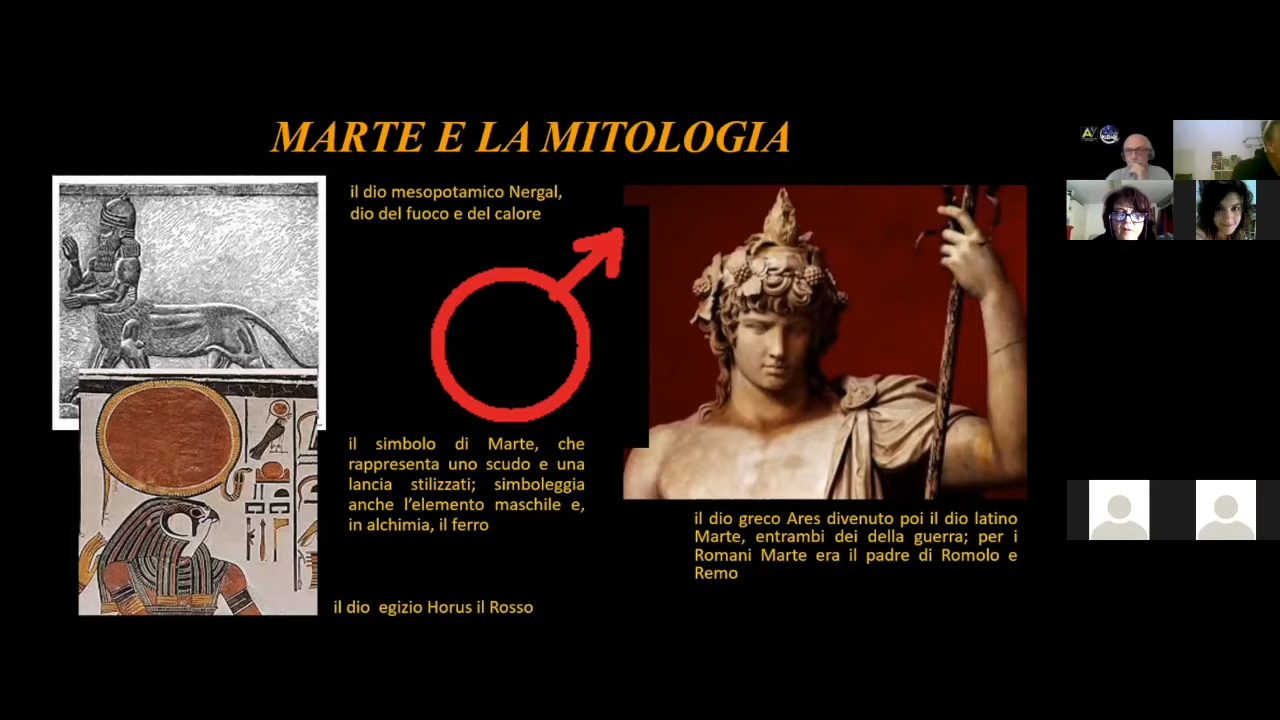 MARTE E LA MITOLOGIA
il dio mesopotamico Nergal,
dio del fuoco e del calore
il simbolo di Marte, che
rappresenta uno scudo e una
lancia stilizzati; simboleggia
anche l'elemento maschile e,
in alchimia, il ferro
il dio egizio Horus il Rosso
il dio greco Ares divenuto poi il dio latino
Marte, entrambi dei della guerra; per i
Romani Marte era il padre di Romolo e
Remo